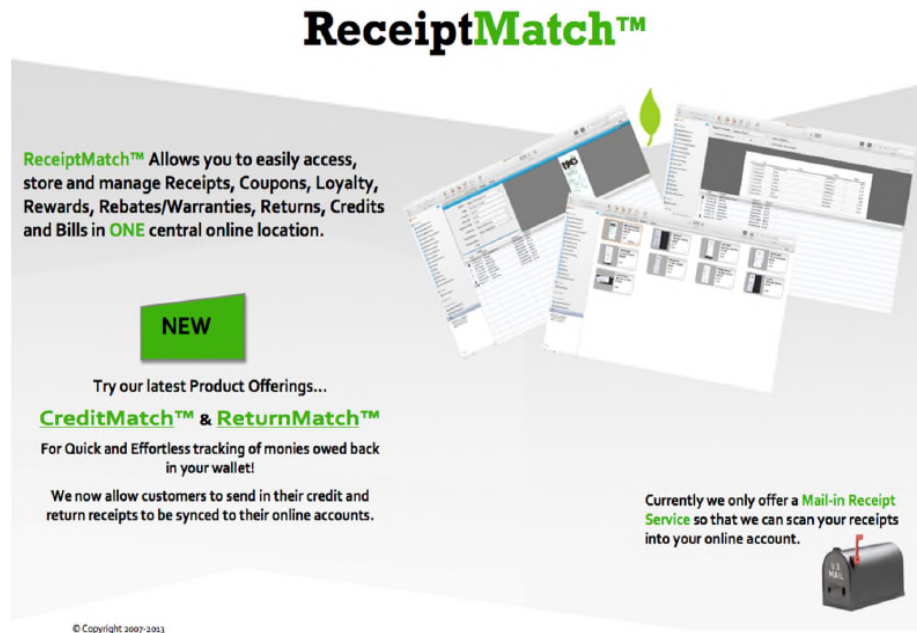 ReceiptMatch™
ReceiptMatch™ Allows you to easily access,
store and manage Receipts, Coupons, Loyalty,
Rewards, Rebates/Warranties, Returns, Credits
and Bills in ONE central online location.
NEW
Try our latest Product Offerings...
CreditMatch™ & ReturnMatch™
For Quick and Effortless tracking of monies owed back
in your wallet!
We now allow customers to send in their credit and
return receipts to be synced to their online accounts.
Currently we only offer a Mail-in Receipt
Service so that we can scan your receipts
into your online account.
U.S.
MAIL
© Copyright 2007-2013